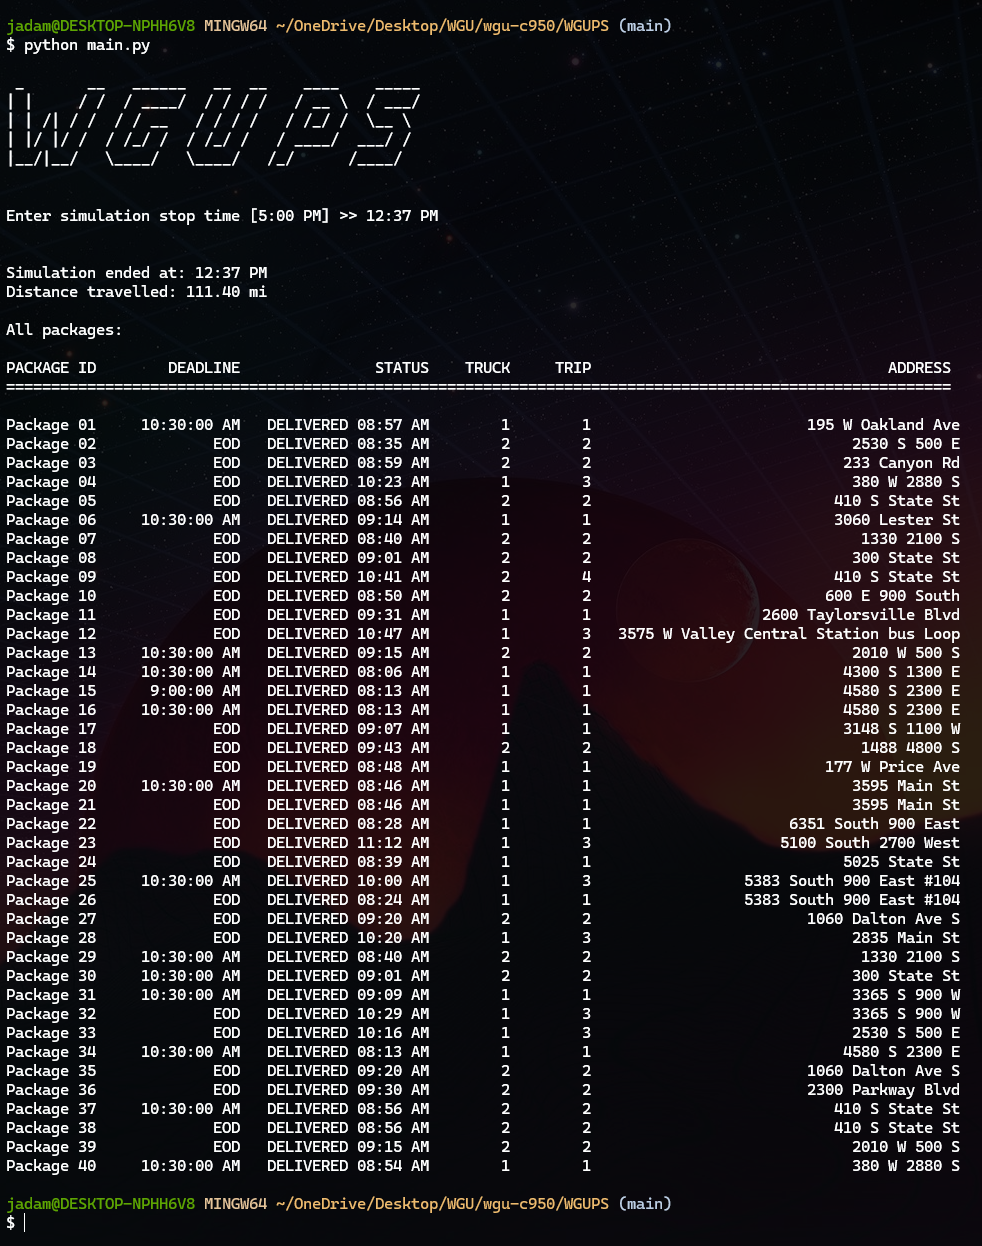 jadam@DESKTOP-NPHH6V8 MINGW64 ~/OneDrive/Desktop/WGU/wgu-c950/WGUPS (main)
$ python main.py
WGUPS
Enter simulation stop time [5:00 PM] >> 12:37 PM
Simulation ended at: 12:37 PM
Distance travelled: 111.40 mi
All packages:
PACKAGE ID DEADLINE STATUS TRUCK TRIP ADDRESS
=========================================================================================================
Package 01 10:30:00 AM DELIVERED 08:57 AM 1 1 195 W Oakland Ave
Package 02 EOD DELIVERED 08:35 AM 2 2 2530 S 500 E
Package 03 EOD DELIVERED 08:59 AM 2 2 233 Canyon Rd
Package 04 EOD DELIVERED 10:23 AM 1 3 380 W 2880 S
Package 05 EOD DELIVERED 08:56 AM 2 2 410 S State St
Package 06 10:30:00 AM DELIVERED 09:14 AM 1 1 3060 Lester St
Package 07 EOD DELIVERED 08:40 AM 2 2 1330 2100 S
Package 08 EOD DELIVERED 09:01 AM 2 2 300 State St
Package 09 EOD DELIVERED 10:41 AM 2 4 410 S State St
Package 10 EOD DELIVERED 08:50 AM 2 2 600 E 900 South
Package 11 EOD DELIVERED 09:31 AM 1 1 2600 Taylorsville Blvd
Package 12 EOD DELIVERED 10:47 AM 1 3 3575 W Valley Central Station bus Loop
Package 13 10:30:00 AM DELIVERED 09:15 AM 2 2 2010 W 500 S
Package 14 10:30:00 AM DELIVERED 08:06 AM 1 1 4300 S 1300 E
Package 15 9:00:00 AM DELIVERED 08:13 AM 1 1 4580 S 2300 E
Package 16 10:30:00 AM DELIVERED 08:13 AM 1 1 4580 S 2300 E
Package 17 EOD DELIVERED 09:07 AM 1 1 3148 S 1100 W
Package 18 EOD DELIVERED 09:43 AM 2 2 1488 4800 S
Package 19 EOD DELIVERED 08:48 AM 1 1 177 W Price Ave
Package 20 10:30:00 AM DELIVERED 08:46 AM 1 1 3595 Main St
Package 21 EOD DELIVERED 08:46 AM 1 1 3595 Main St
Package 22 EOD DELIVERED 08:28 AM 1 1 6351 South 900 East
Package 23 EOD DELIVERED 11:12 AM 1 3 5100 South 2700 West
Package 24 EOD DELIVERED 08:39 AM 1 1 5025 State St
Package 25 10:30:00 AM DELIVERED 10:00 AM 1 3 5383 South 900 East #104
Package 26 EOD DELIVERED 08:24 AM 1 1 5383 South 900 East #104
Package 27 EOD DELIVERED 09:20 AM 2 2 1060 Dalton Ave S
Package 28 EOD DELIVERED 10:20 AM 1 3 2835 Main St
Package 29 10:30:00 AM DELIVERED 08:40 AM 2 2 1330 2100 S
Package 30 10:30:00 AM DELIVERED 09:01 AM 2 2 300 State St
Package 31 10:30:00 AM DELIVERED 09:09 AM 1 1 3365 S 900 W
Package 32 EOD DELIVERED 10:29 AM 1 3 3365 S 900 W
Package 33 EOD DELIVERED 10:16 AM 1 3 2530 S 500 E
Package 34 10:30:00 AM DELIVERED 08:13 AM 1 1 4580 S 2300 E
Package 35 EOD DELIVERED 09:20 AM 2 2 1060 Dalton Ave S
Package 36 EOD DELIVERED 09:30 AM 2 2 2300 Parkway Blvd
Package 37 10:30:00 AM DELIVERED 08:56 AM 2 2 410 S State St
Package 38 EOD DELIVERED 08:56 AM 2 2 410 S State St
Package 39 EOD DELIVERED 09:15 AM 2 2 2010 W 500 S
Package 40 10:30:00 AM DELIVERED 08:54 AM 1 1 380 W 2880 S
jadam@DESKTOP-NPHH6V8 MINGW64 ~/OneDrive/Desktop/WGU/wgu-c950/WGUPS (main)
$